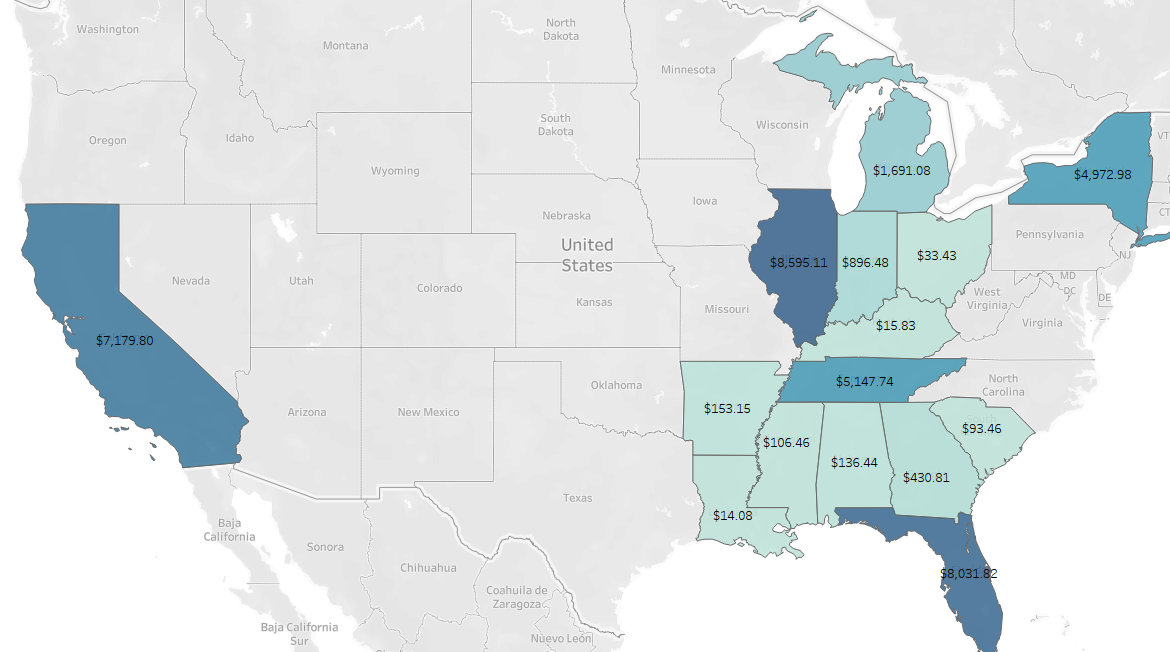 Washington
Montana
North
Dakota
Minnesota
Oregon
Idaho
South
Dakota
Wisconsin
VT
Wyoming
$1,691.08
$4,972.98
Iowa
CT
Nebraska
Pennsylvania
United
States
$8,595.11
$896.48
$33.43
NJ
Nevada
Utah
Colorado
Kansas
MD
DC
DE
West
Virginia
Missouri
$15.83
Virginia
$7,179.80
Oklahoma
$5,147.74
North
Carolina
Arizona
New Mexico
$153.15
$106.46
$136.44
$93.46
$430.81
Texas
$14.08
Baja
California
Sonora
Chihuahua
$8,031.82
Coahuila de
Zaragoza
Baja California
Sur
Nuevo León